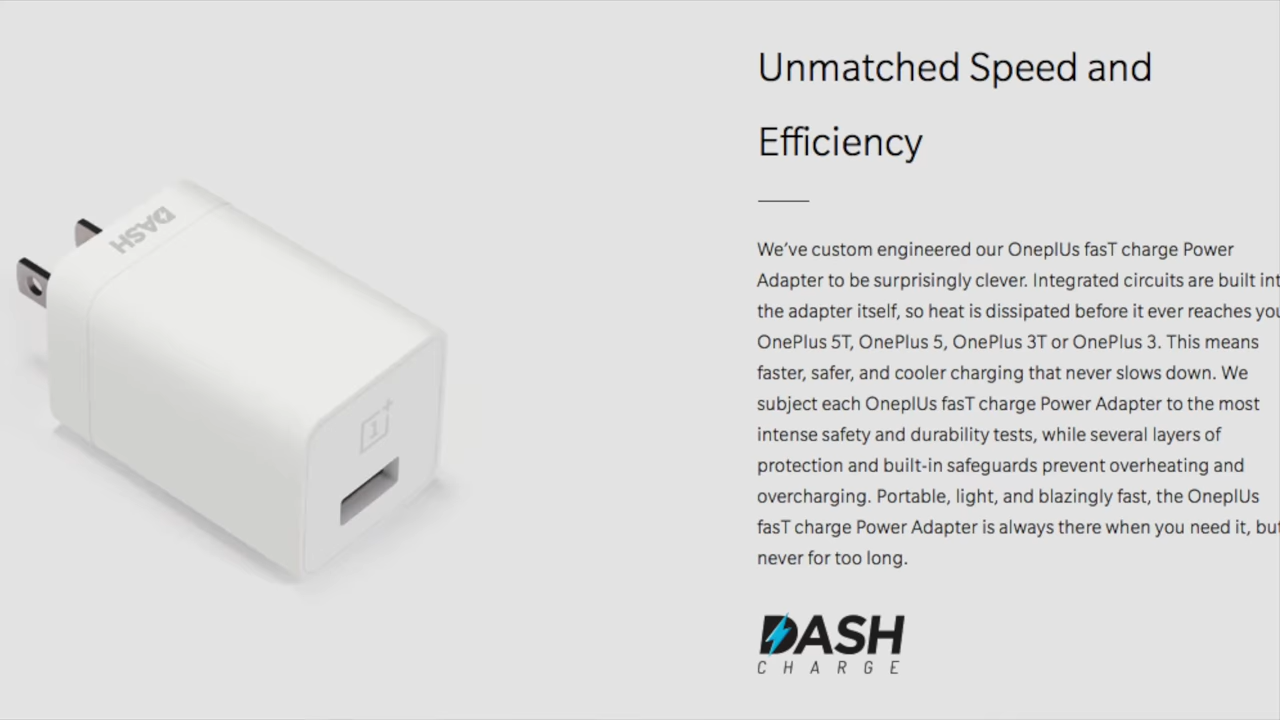 Unmatched Speed and
Efficiency
We’ve custom engineered our OneplUs fasT charge Power
Adapter to be surprisingly clever. Integrated circuits are built int
the adapter itself, so heat is dissipated before it ever reaches you
OnePlus 5T, OnePlus 5, OnePlus 3T or OnePlus 3. This means
faster, safer, and cooler charging that never slows down. We
subject each OneplUs fasT charge Power Adapter to the most
intense safety and durability tests, while several layers of
protection and built-in safeguards prevent overheating and
overcharging. Portable, light, and blazingly fast, the OneplUs
fasT charge Power Adapter is always there when you need it, but
never for too long.
DASH
CHARGE
DASH
1+